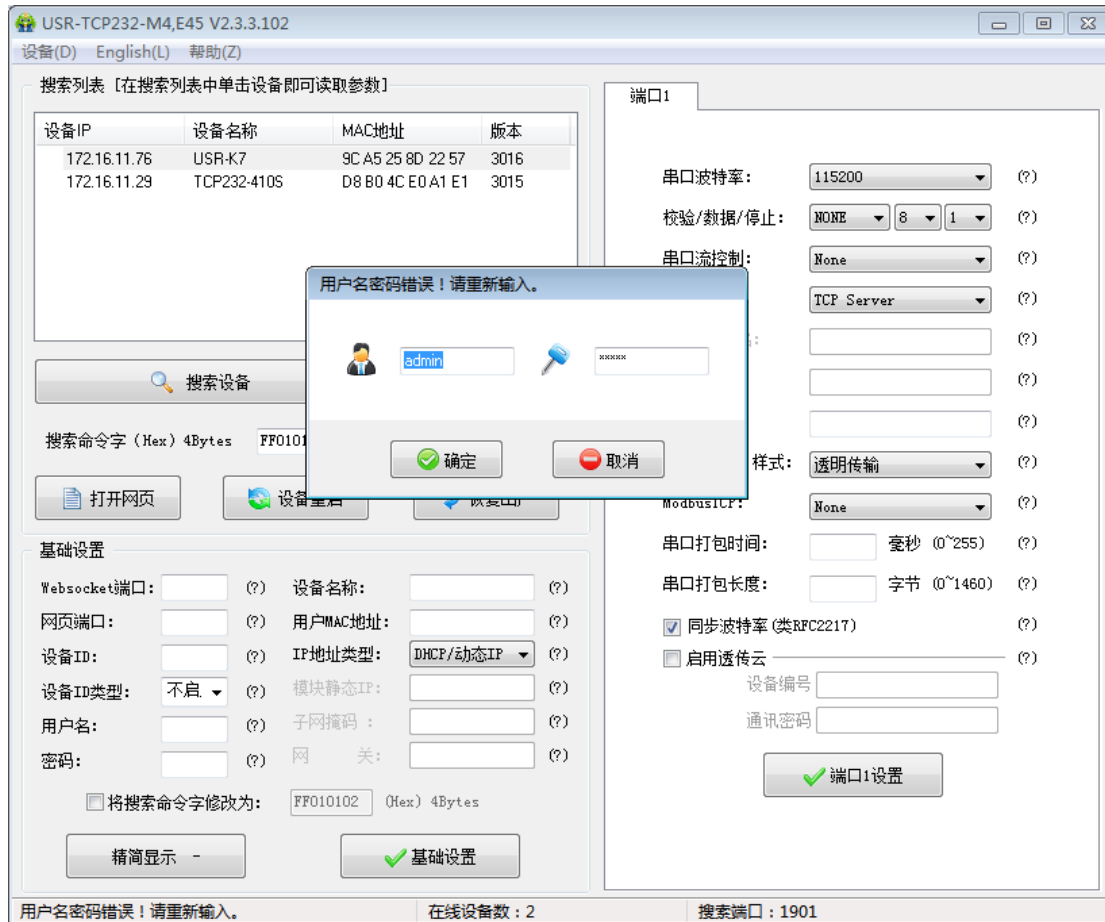 USR-TCP232-M4,E45 V2.3.3.102
设备(D) English(L) 帮助(Z)
搜索列表 [在搜索列表中单击设备即可读取参数]
设备IP 设备名称 MAC地址 版本
172.16.11.76 USR-K7 9C A5 25 8D 22 57 3016
172.16.11.29 TCP232-410S D8 B0 4C E0 A1 E1 3015
搜索设备
搜索命令字 (Hex) 4Bytes FF0101
打开网页 设备重启
用户名密码错误！请重新输入。
admin *****
确定 取消
基础设置
Websocket端口: (?) 设备名称: (?)
网页端口: (?) 用户MAC地址: (?)
设备ID: (?) IP地址类型: DHCP/动态IP (?)
设备ID类型: 不启. (?) 模块静态IP: (?)
用户名: (?) 子网掩码 : (?)
密码: (?) 网 关: (?)
将搜索命令字修改为: FF010102 (Hex) 4Bytes
精简显示 -
基础设置
端口1
串口波特率: 115200 (?)
校验/数据/停止: NONE 8 1 (?)
串口流控制: None (?)
TCP Server (?)
(?)
(?)
(?)
样式: 透明传输 (?)
ModbusTCP: None (?)
串口打包时间: 毫秒 (0~255) (?)
串口打包长度: 字节 (0~1460) (?)
同步波特率(类RFC2217) (?)
启用透传云 (?)
设备编号
通讯密码
端口1设置
用户名密码错误！请重新输入。 在线设备数：2 搜索端口：1901